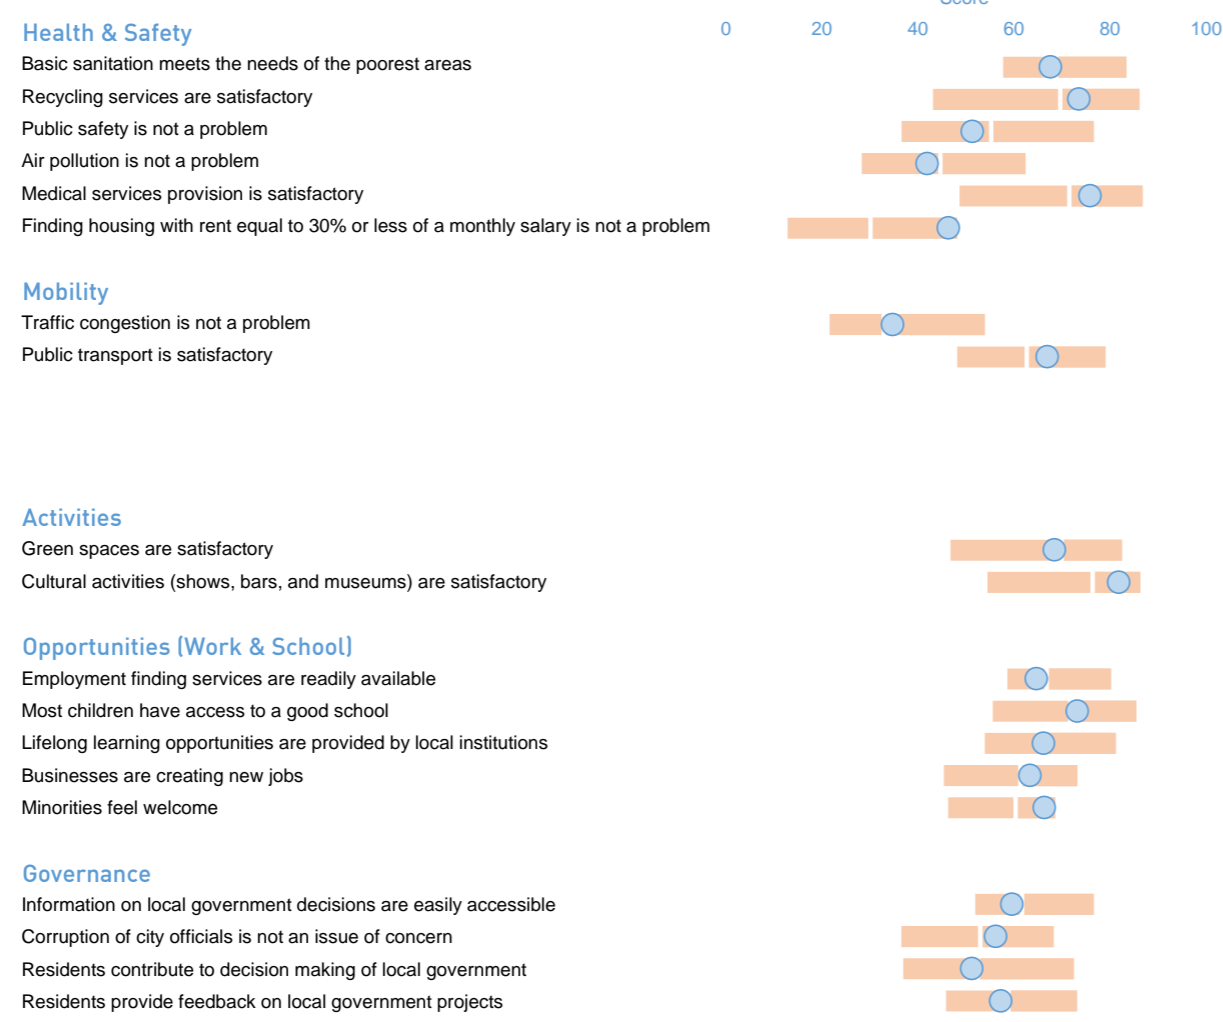 Score
Health & Safety
0 20 40 60 80 100
Basic sanitation meets the needs of the poorest areas
Recycling services are satisfactory
Public safety is not a problem
Air pollution is not a problem
Medical services provision is satisfactory
Finding housing with rent equal to 30% or less of a monthly salary is not a problem
Mobility
Traffic congestion is not a problem
Public transport is satisfactory
Activities
Green spaces are satisfactory
Cultural activities (shows, bars, and museums) are satisfactory
Opportunities (Work & School)
Employment finding services are readily available
Most children have access to a good school
Lifelong learning opportunities are provided by local institutions
Businesses are creating new jobs
Minorities feel welcome
Governance
Information on local government decisions are easily accessible
Corruption of city officials is not an issue of concern
Residents contribute to decision making of local government
Residents provide feedback on local government projects